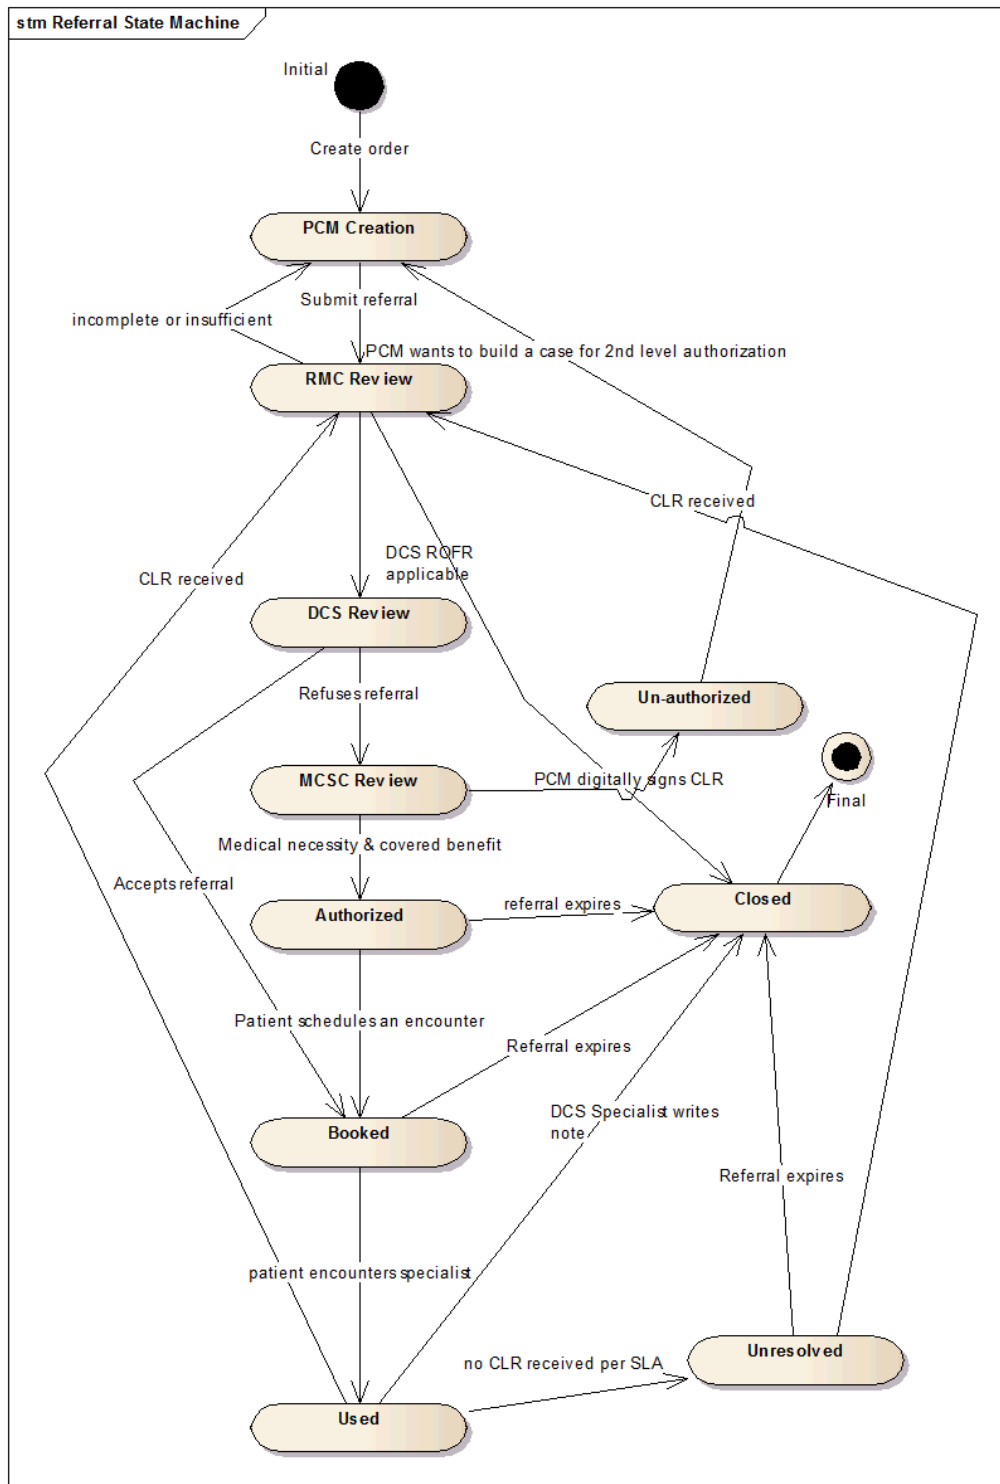 stm Referral State Machine
Initial
Create order
PCM Creation
Submit referral
incomplete or insufficient
PCM wants to build a case for 2nd level authorization
RMC Review
CLR received
DCS ROFR
applicable
CLR received
DCS Review
Refuses referral
Un-authorized
MCSC Review
PCM digitally signs CLR
Final
Medical necessity & covered benefit
Accepts referral
Authorized
referral expires
Closed
Patient schedules an encounter
Referral expires
Booked
DCS Specialist writes
note
Referral expires
patient encounters specialist
Unresolved
no CLR received per SLA
Used